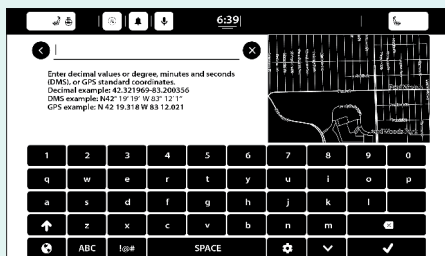 6:39
Enter decimal values or degree, minutes and seconds
(DMS), or GPS standard coordinates.
Decimal example: 42.321969-83.200356
DMS example: N42° 19' 19" W 83° 12' 1"
GPS example: N 42 19.318 W 83 12.021
1 2 3 4 5 6 7 8 9 0
q w e r t y u i o p
a s d f g h j k l
z x c v b n m
ABC !@# SPACE